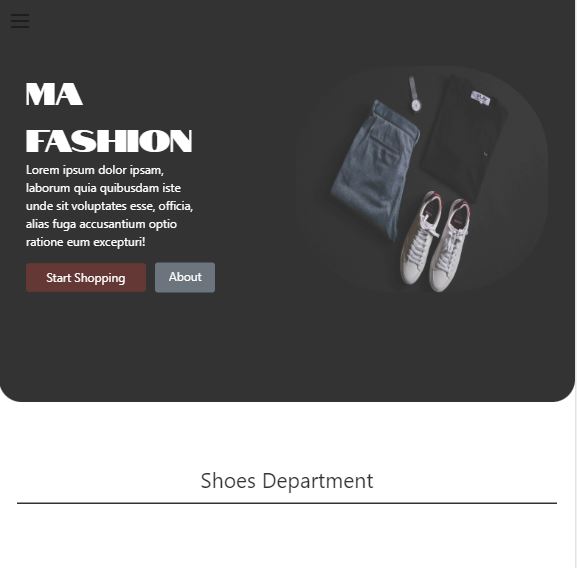 MA
FASHION
Lorem ipsum dolor ipsam,
laborum quia quibusdam iste
unde sit voluptates esse, officia,
alias fuga accusantium optio
ratione eum excepturi!
Start Shopping
About
Shoes Department